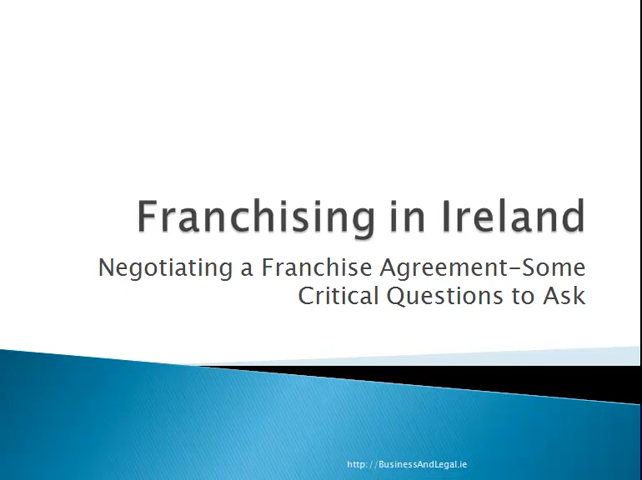 Franchising in Ireland
Negotiating a Franchise Agreement-Some
Critical Questions to Ask
http://BusinessAndLegal.ie